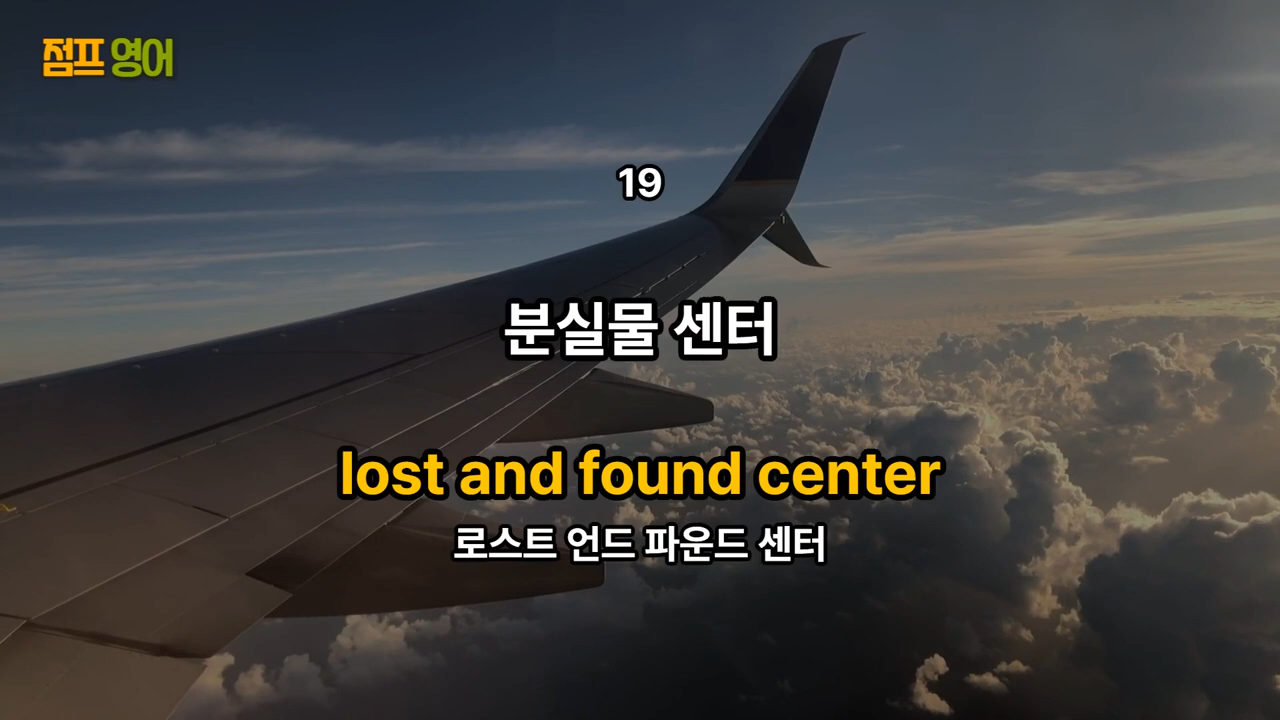 점프 영어
19
분실물 센터
lost and found center
로스트 언드 파운드 센터